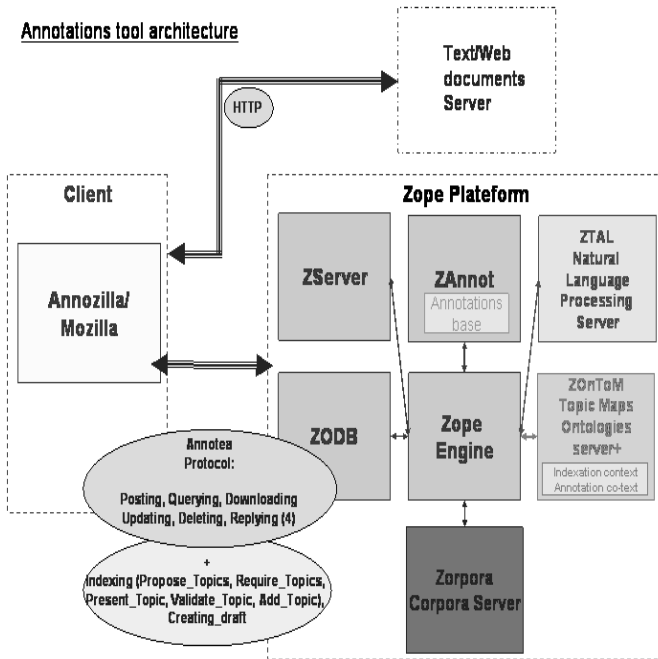 Annotations tool architecture
Text/Web
documents
Server
HTTP
Client
Zope Plateform
Annozilla/
Mozilla
ZServer
ZAnnot
Annotations
base
ZTAL
Natural
Language
Processing
Server
ZODB
Zope
Engine
ZOnToM
Topic Maps
Ontologies
server+
Indexation context
Annotation co-text
Annotea
Protocol:
Posting, Querying, Downloading
Updating, Deleting, Replying (4)
+
Indexing (Propose_Topics, Require_Topics,
Present_Topic, Validate_Topic, Add_Topic),
Creating_draft
Zorpora
Corpora Server